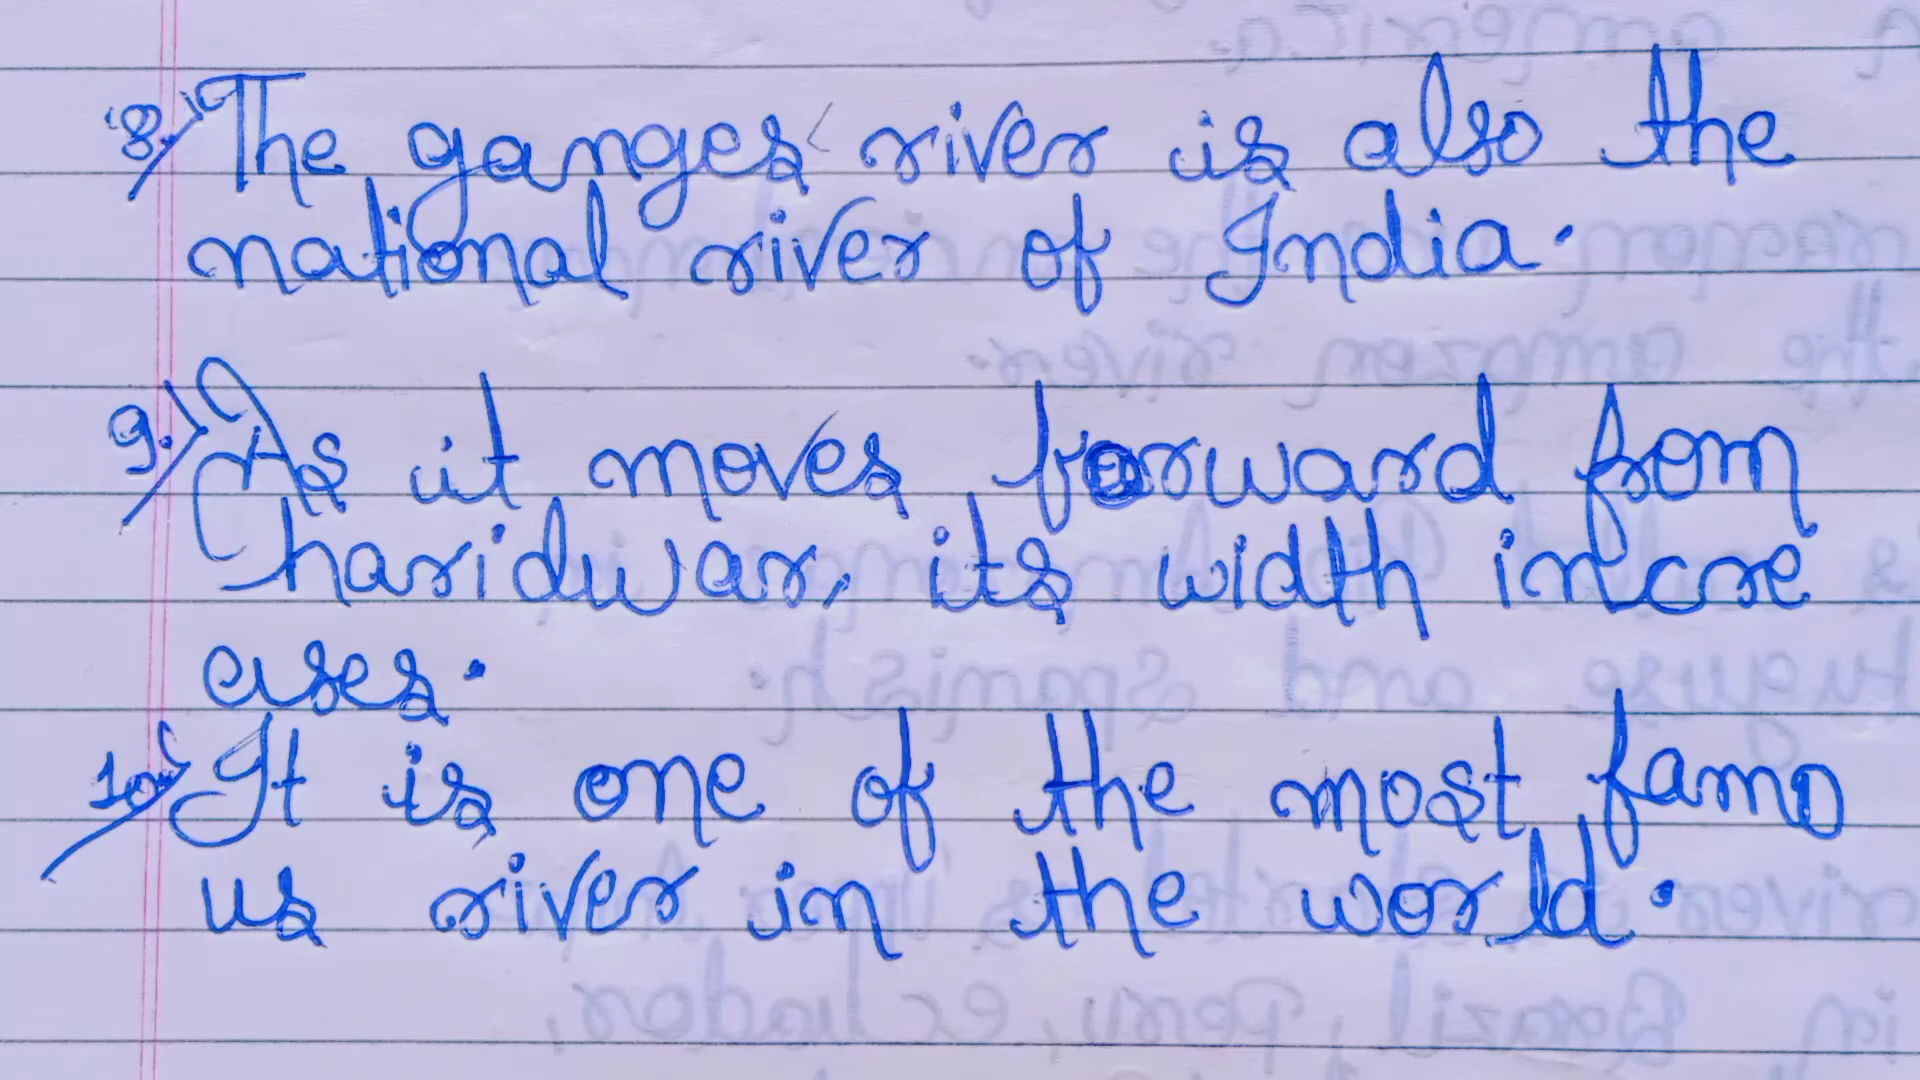 8.) The ganges river is also the
national river of India.
9.) As it moves forward from
haridwar, its width incre
ases.
10.) It is one of the most famo
us river in the world.